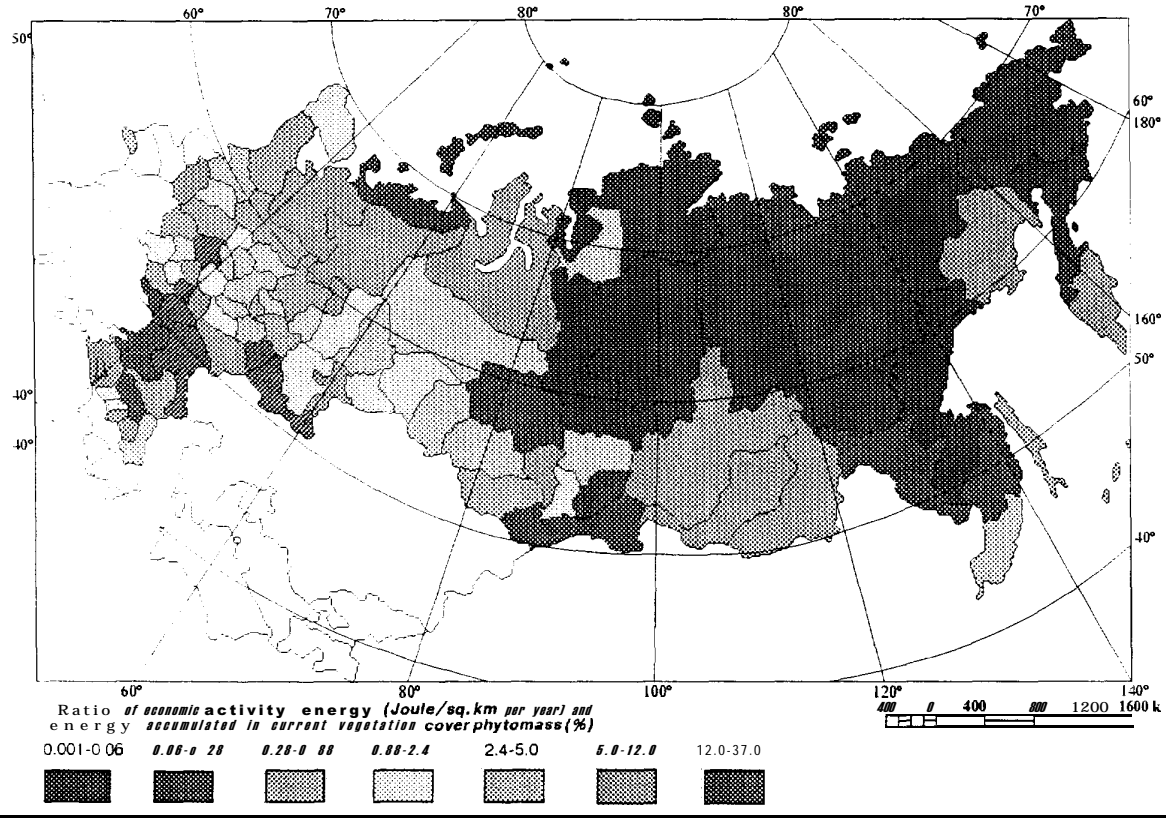 60° 70° 80° 80° 70°
50°
60°
180°
160°
50°
40°
40°
40°
60° 80° 100° 120° 140°
Ratio of economic activity energy (Joule/sq.km per year) and
energy accumulated in current vegetation cover phytomass (%)
400 0 400 800 1200 1600 k
0.001-0 06 0.06-0 28 0.28-0 88 0.88-2.4 2.4-5.0 5.0-12.0 12.0-37.0